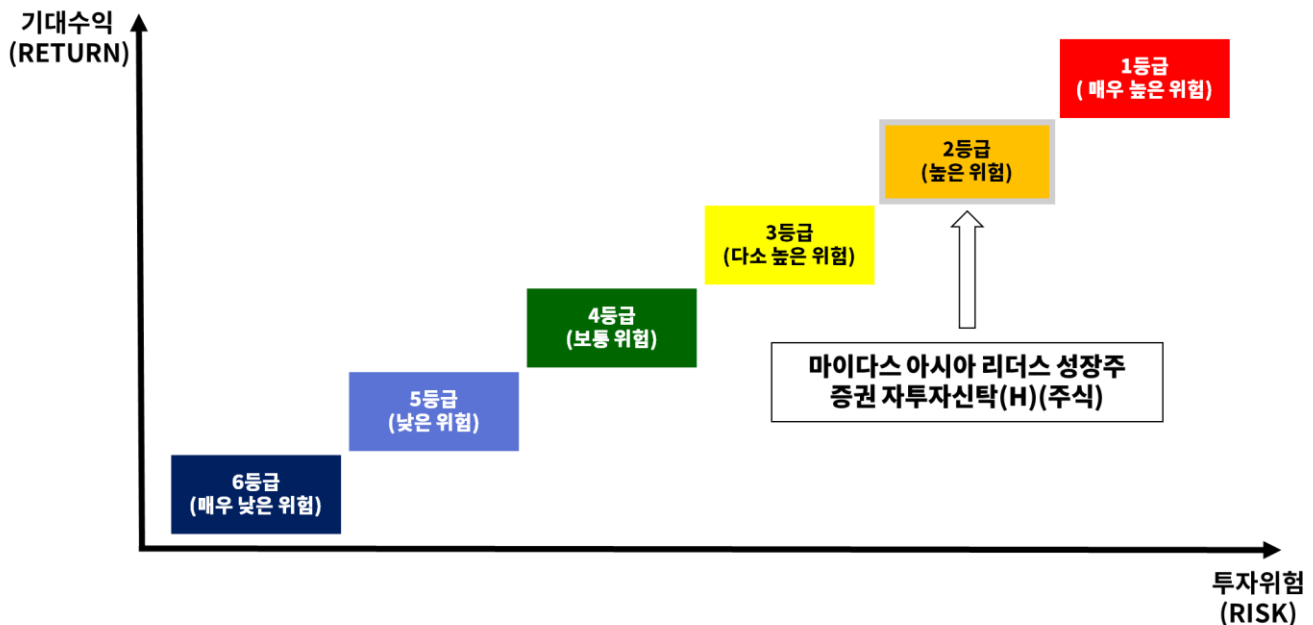 기대수익
(RETURN)
1등급
( 매우 높은 위험)
2등급
(높은 위험)
3등급
(다소 높은 위험)
4등급
(보통 위험)
마이다스 아시아 리더스 성장주
증권 자투자신탁(H)(주식)
5등급
(낮은 위험)
6등급
(매우 낮은 위험)
투자위험
(RISK)